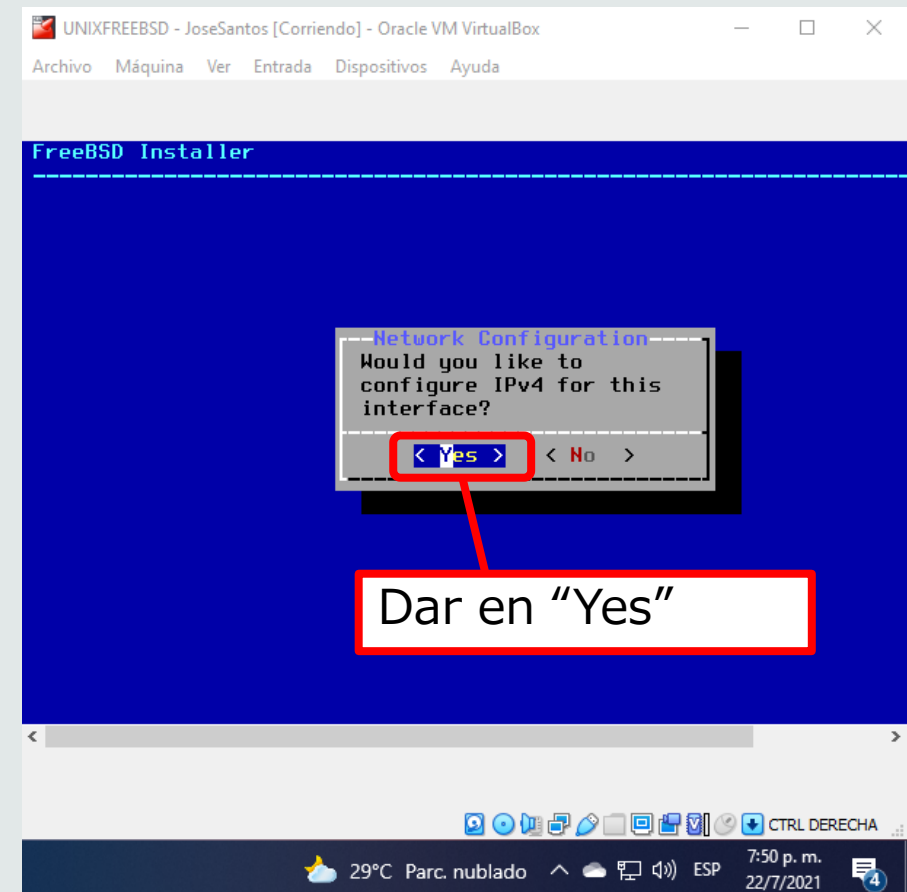 UNIXFREEBSD - JoseSantos [Corriendo] - Oracle VM VirtualBox
Archivo Máquina Ver Entrada Dispositivos Ayuda
FreeBSD Installer
Network Configuration
Would you like to
configure IPv4 for this
interface?
< Yes > < No >
Dar en “Yes”
CTRL DERECHA
29°C Parc. nublado ESP 7:50 p. m.
22/7/2021
4